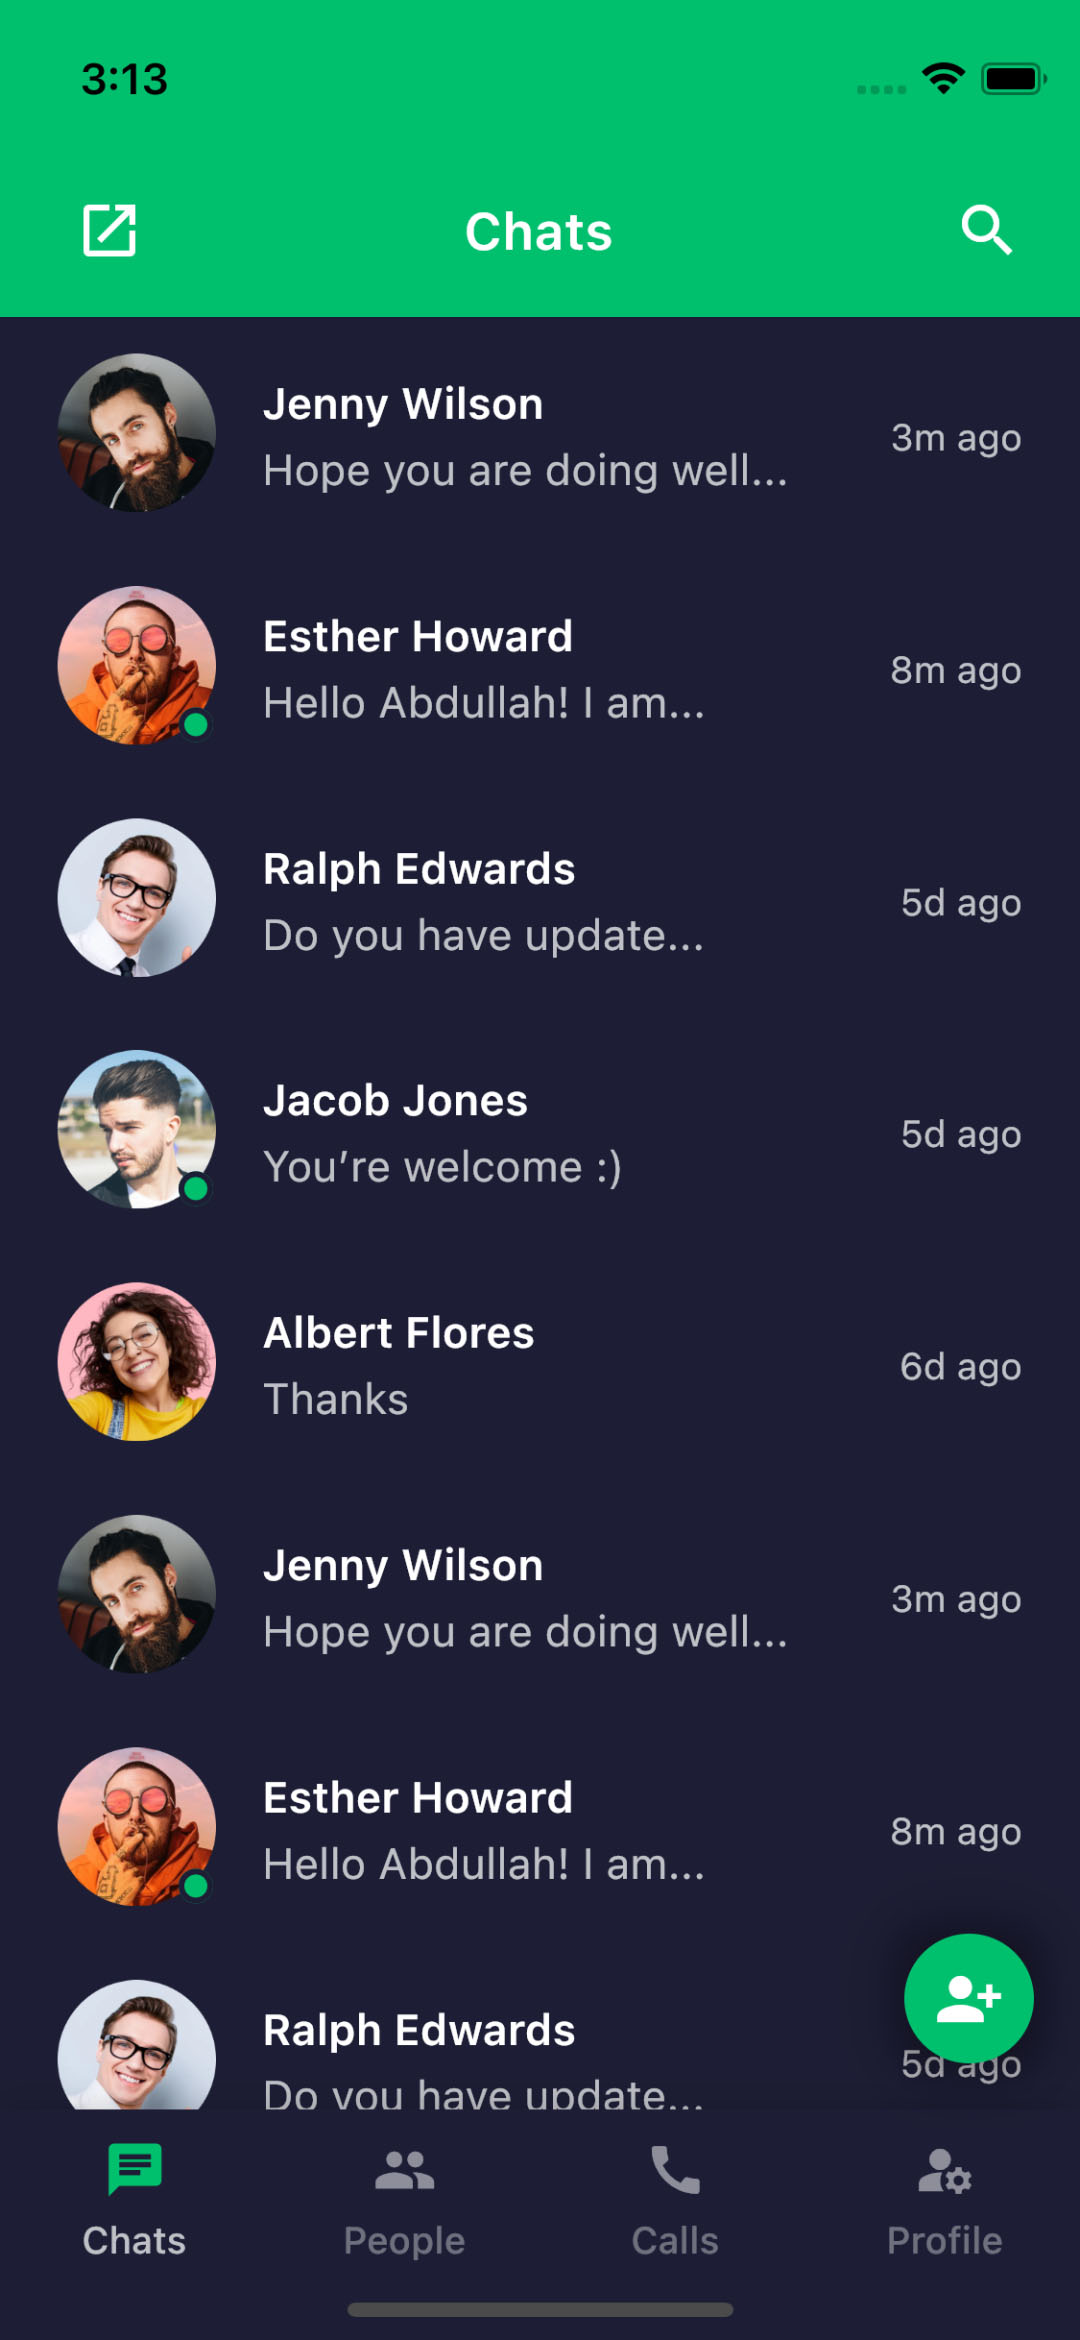 3:13
Chats
Jenny Wilson
Hope you are doing well...
3m ago
Esther Howard
Hello Abdullah! I am...
8m ago
Ralph Edwards
Do you have update...
5d ago
Jacob Jones
You’re welcome :)
5d ago
Albert Flores
Thanks
6d ago
Jenny Wilson
Hope you are doing well...
3m ago
Esther Howard
Hello Abdullah! I am...
8m ago
Ralph Edwards
Do you have update...
5d ago
Chats
People
Calls
Profile